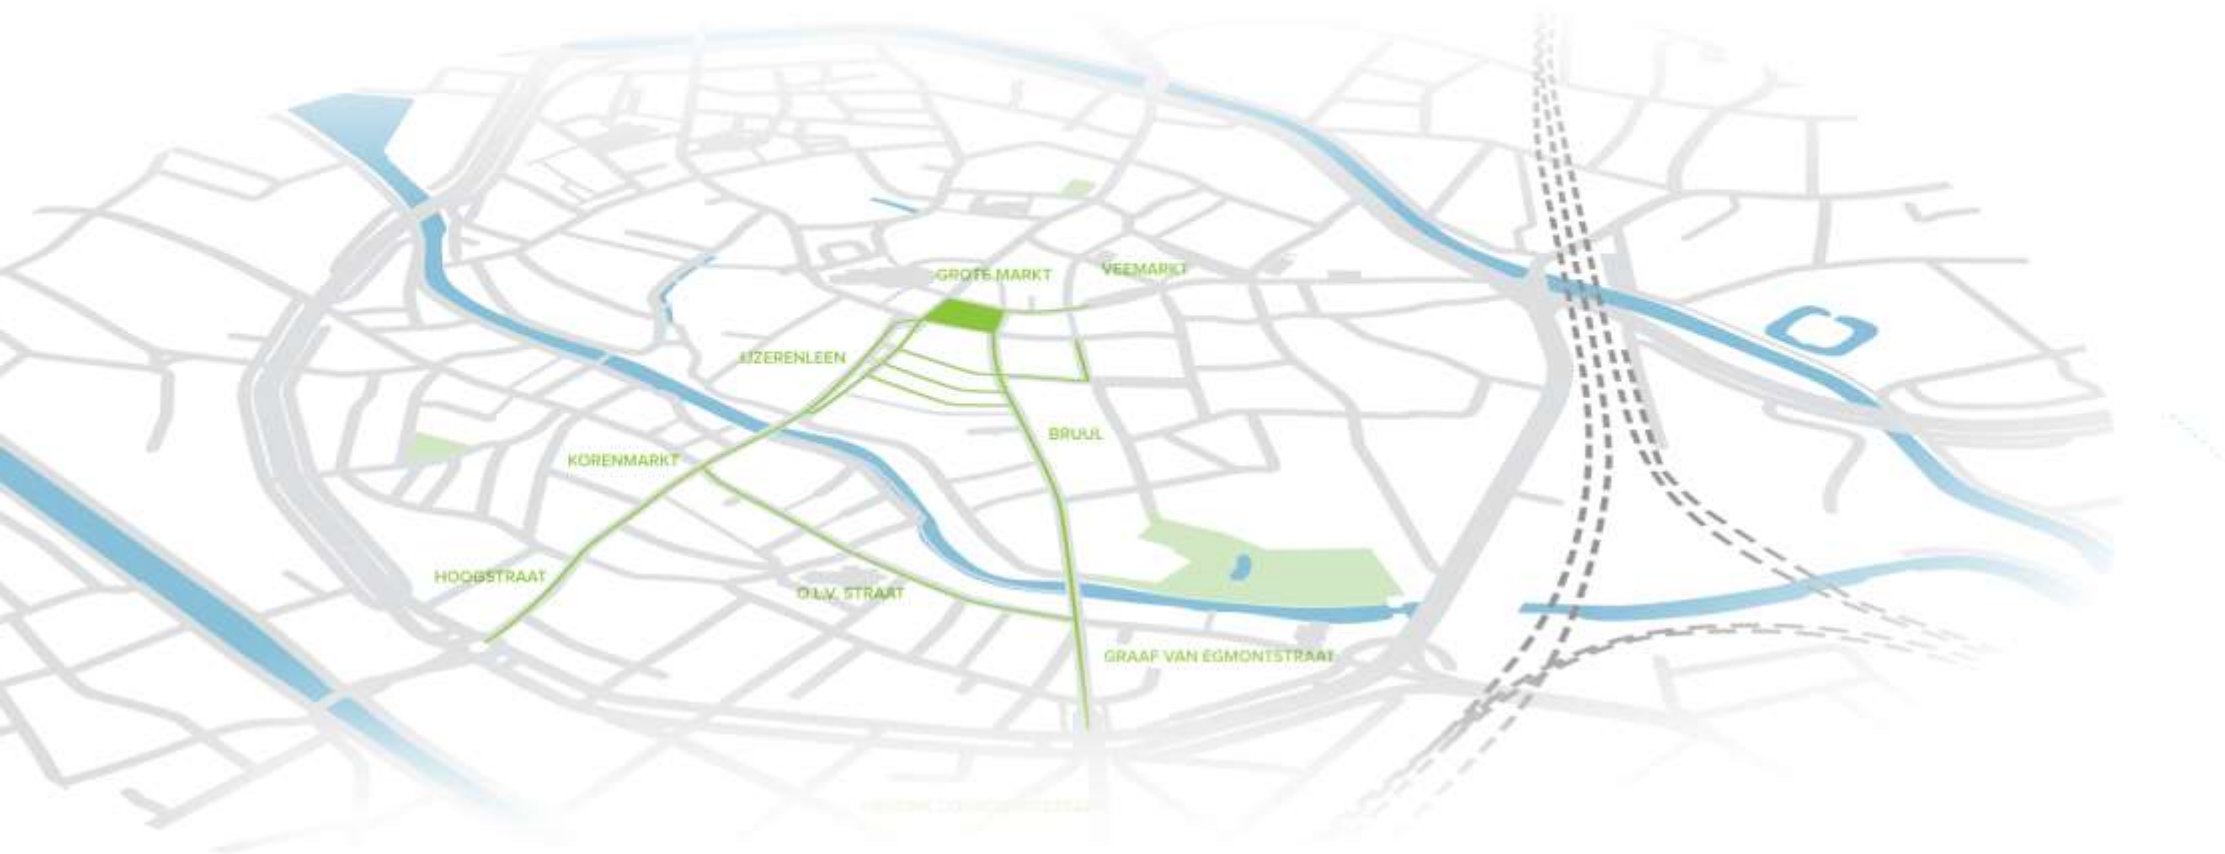 GROTE MARKT
VEEMARKT
IJZERENLEEN
BRUUL
KORENMARKT
HOOGSTRAAT
O.L.V. STRAAT
GRAAF VAN EGMONTSTRAAT